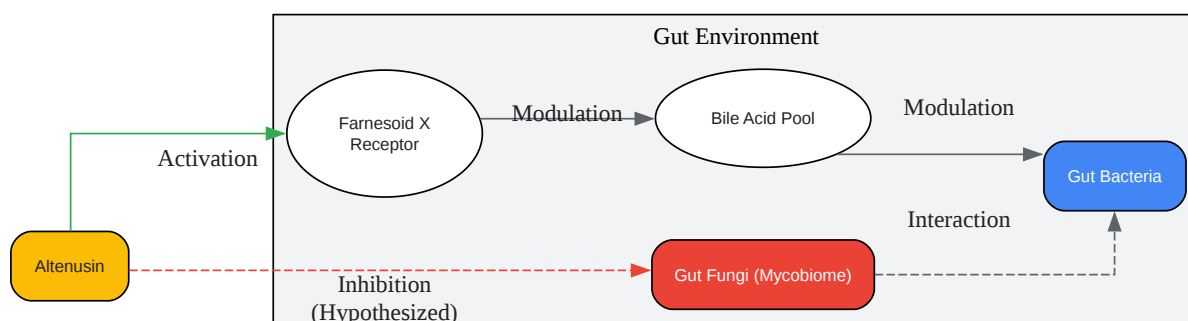 Gut Environment
Farnesoid X
Receptor
Modulation
Bile Acid Pool
Modulation
Activation
Gut Bacteria
Interaction
Altenusin
Gut Fungi (Mycobiome)
Inhibition
(Hypothesized)